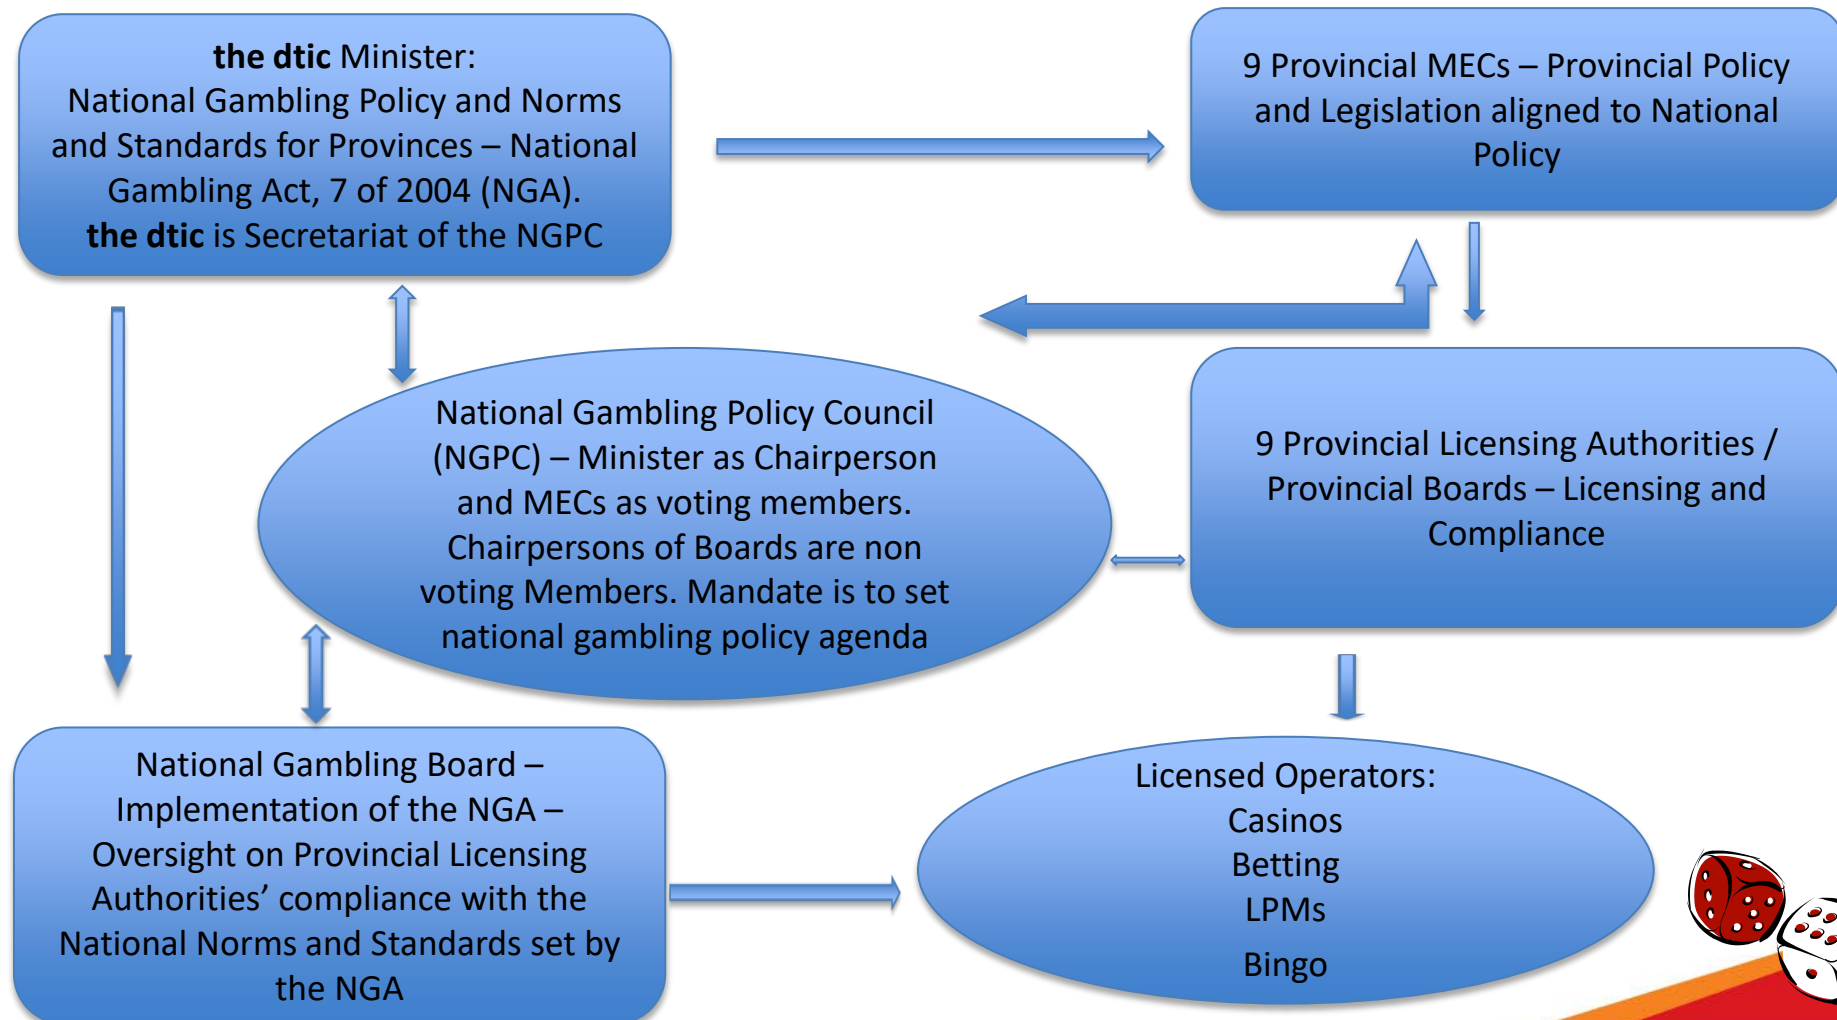 the dtic Minister:
National Gambling Policy and Norms
and Standards for Provinces – National
Gambling Act, 7 of 2004 (NGA).
the dtic is Secretariat of the NGPC
9 Provincial MECs – Provincial Policy
and Legislation aligned to National
Policy
National Gambling Policy Council
(NGPC) – Minister as Chairperson
and MECs as voting members.
Chairpersons of Boards are non
voting Members. Mandate is to set
national gambling policy agenda
9 Provincial Licensing Authorities /
Provincial Boards – Licensing and
Compliance
National Gambling Board –
Implementation of the NGA –
Oversight on Provincial Licensing
Authorities’ compliance with the
National Norms and Standards set by
the NGA
Licensed Operators:
Casinos
Betting
LPMs
Bingo